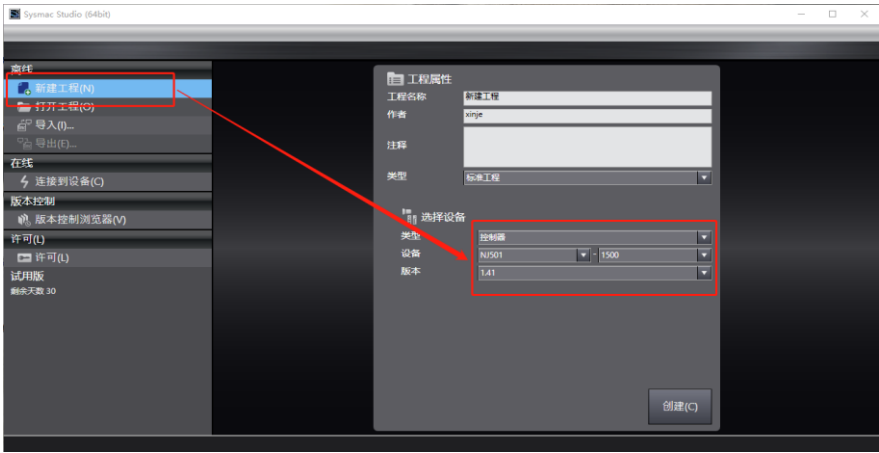 Sysmac Studio (64bit)
离线
新建工程(N)
打开工程(O)
导入(I)...
导出(E)...
在线
连接到设备(C)
版本控制
版本控制浏览器(V)
许可(L)
许可(L)
试用版
剩余天数 30
工程属性
工程名称 新建工程
作者 xinje
注释
类型 标准工程
选择设备
类型 控制器
设备 NJ501 - 1500
版本 1.41
创建(C)